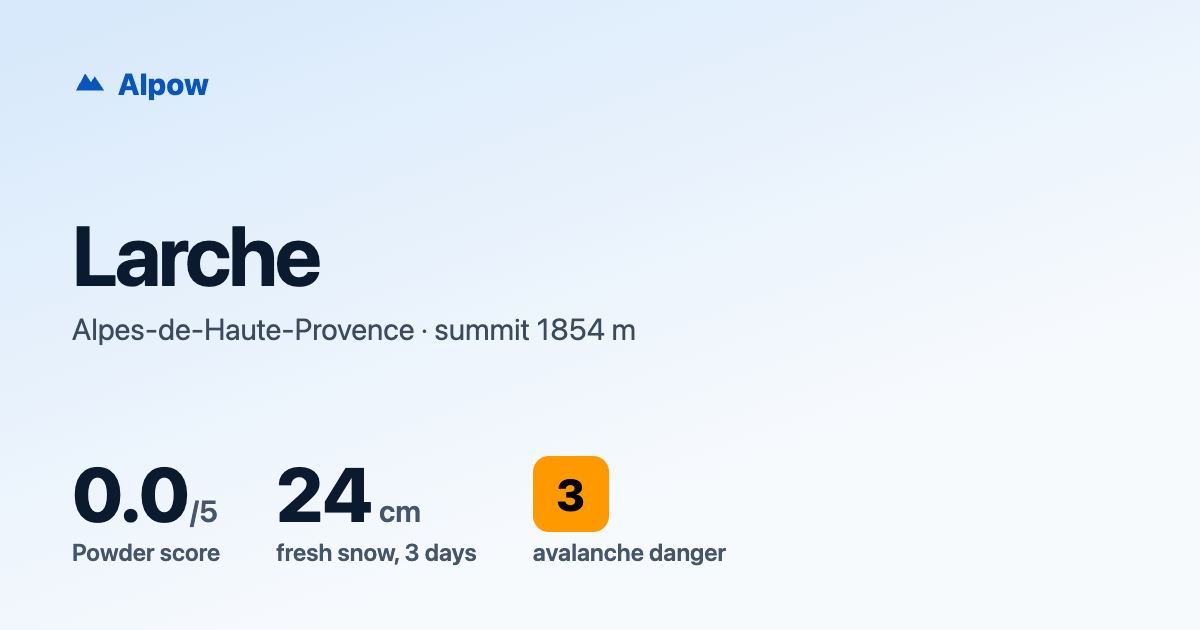 Alpow
Larche
Alpes-de-Haute-Provence · summit 1854 m
0.0/5 24 cm 3
Powder score fresh snow, 3 days avalanche danger